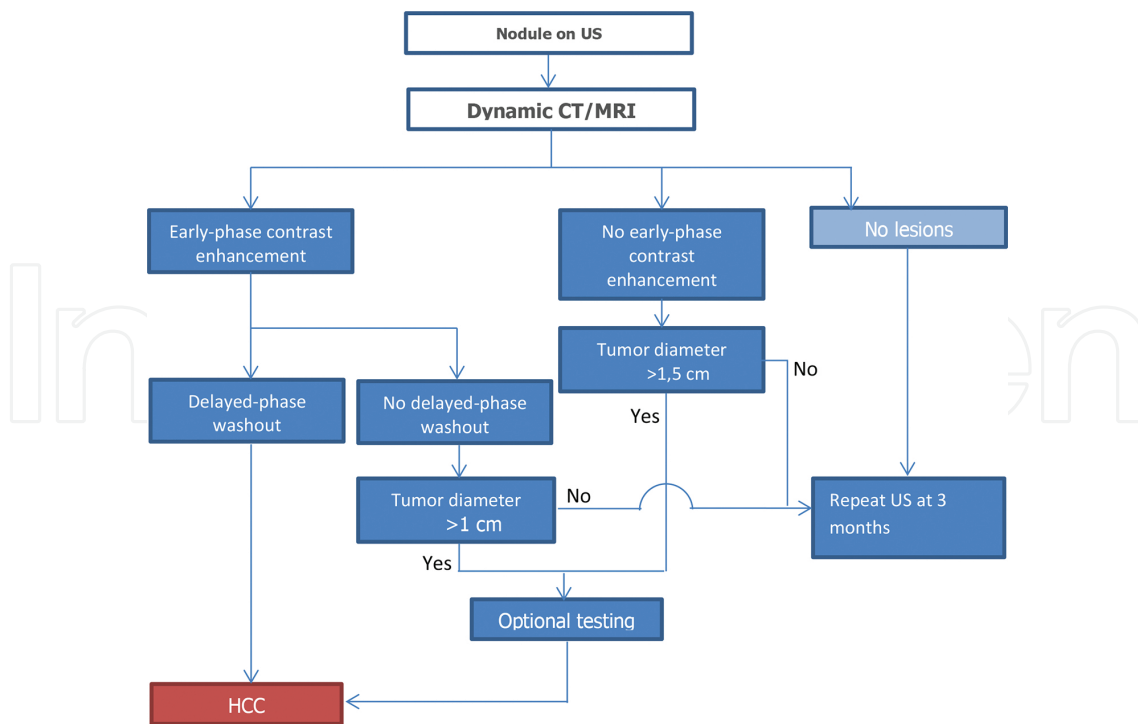 Nodule on US
Dynamic CT/MRI
Early-phase contrast
enhancement
No early-phase
contrast
enhancement
No lesions
Tumor diameter
>1,5 cm
No
Yes
Delayed-phase
washout
No delayed-phase
washout
Tumor diameter
>1 cm
No
Yes
Repeat US at 3
months
Optional testing
HCC